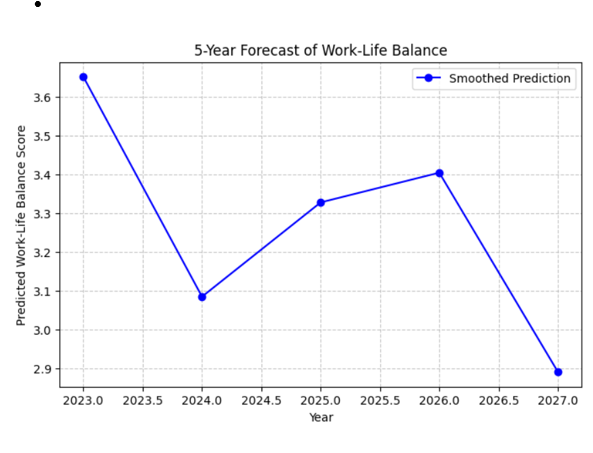 5-Year Forecast of Work-Life Balance
Smoothed Prediction
Predicted Work-Life Balance Score
3.6
3.5
3.4
3.3
3.2
3.1
3.0
2.9
2023.0 2023.5 2024.0 2024.5 2025.0 2025.5 2026.0 2026.5 2027.0
Year